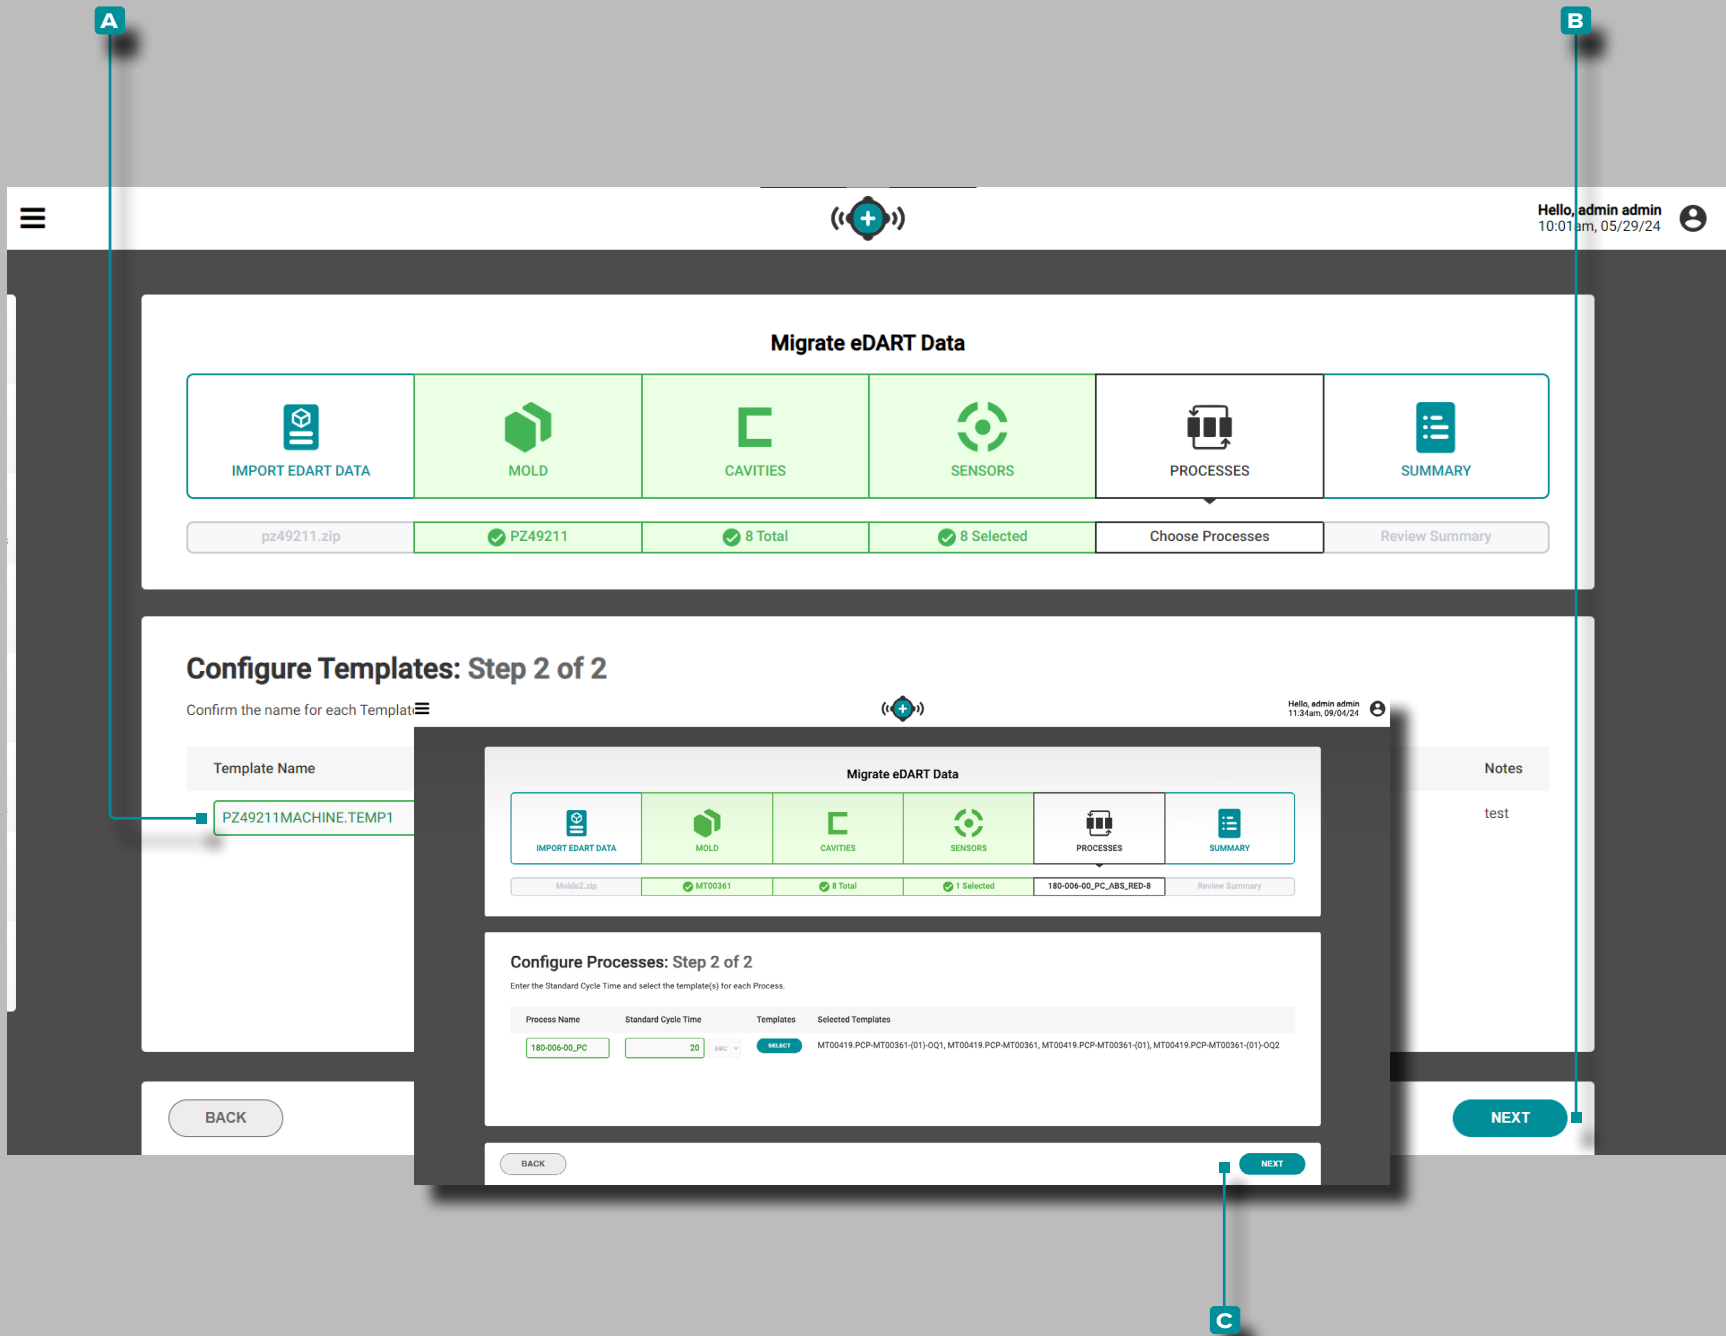 A
B
Hello, admin admin
10:01am, 05/29/24
Migrate eDART Data
IMPORT EDART DATA
MOLD
CAVITIES
SENSORS
PROCESSES
SUMMARY
pz49211.zip
PZ49211
8 Total
8 Selected
Choose Processes
Review Summary
Configure Templates: Step 2 of 2
Confirm the name for each Templat
Template Name
Notes
PZ49211MACHINE.TEMP1
test
BACK
NEXT
Hello, admin admin
11:34am, 09/04/24
Migrate eDART Data
IMPORT EDART DATA
MOLD
CAVITIES
SENSORS
PROCESSES
SUMMARY
Molds2.zip
MT00361
8 Total
1 Selected
180-006-00_PC_ABS_RED-8
Review Summary
Configure Processes: Step 2 of 2
Enter the Standard Cycle Time and select the template(s) for each Process.
Process Name
Standard Cycle Time
Templates
Selected Templates
180-006-00_PC
20
sec
SELECT
MT00419.PCP-MT00361-(01)-OQ1, MT00419.PCP-MT00361, MT00419.PCP-MT00361-(01), MT00419.PCP-MT00361-(01)-OQ2
BACK
NEXT
C